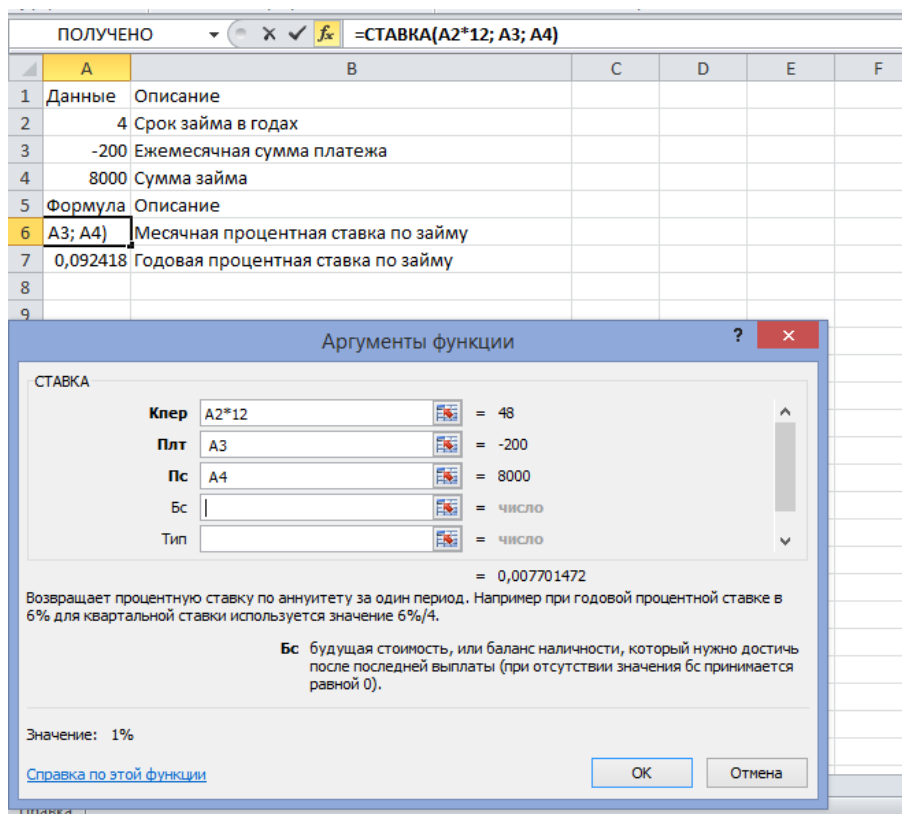 ПОЛУЧЕНО fx =СТАВКА(A2*12; A3; A4)
A B C D E F
1 Данные Описание
2 4 Срок займа в годах
3 -200 Ежемесячная сумма платежа
4 8000 Сумма займа
5 Формула Описание
6 A3; A4) Месячная процентная ставка по займу
7 0,092418 Годовая процентная ставка по займу
8
9
Аргументы функции ? ×
СТАВКА
Кпер A2*12 = 48
Плт A3 = -200
Пс A4 = 8000
Бс = число
Тип = число
= 0,007701472
Возвращает процентную ставку по аннуитету за один период. Например при годовой процентной ставке в
6% для квартальной ставки используется значение 6%/4.
Бс будущая стоимость, или баланс наличности, который нужно достичь
после последней выплаты (при отсутствии значения бс принимается
равной 0).
Значение: 1%
Справка по этой функции OK Отмена